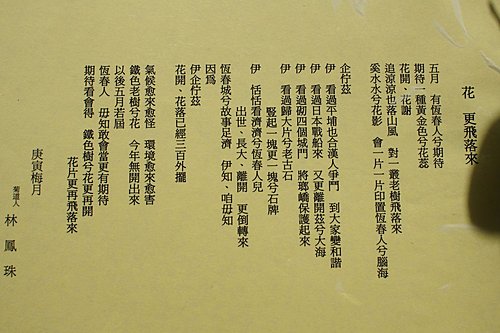 花 更飛落來
五月 有恆春人兮期待
期待一種黃金色兮花蕊
花開、花謝
追涼涼也落山風 對一叢老樹飛落來
奚水水兮花影 會一片一片印置恆春人兮腦海
企佇茲
伊 看過平埔也合漢人爭鬥 到大家變和諧
伊 看過日本戰船來 又更離開茲兮大海
伊 看過砌四個城門 將瑯嶠保護起來
伊 看過歸大片兮老古石
豎起一塊更一塊兮石牌
伊 恬恬看濟濟兮恆春人兒
出世、長大、離開 更倒轉來
恆春城兮故事足濟 伊知、咱毋知
因為
伊企佇茲
花開、花落已經三百外擺
氣候愈來愈怪 環境愈來愈害
鐵色老樹兮花 今年無開出來
以後五月若屆
恆春人 毋知敢會當更有期待
期待看會得 鐵色樹兮花更再開
花片更再飛落來
庚寅梅月
菊道人 林鳳珠